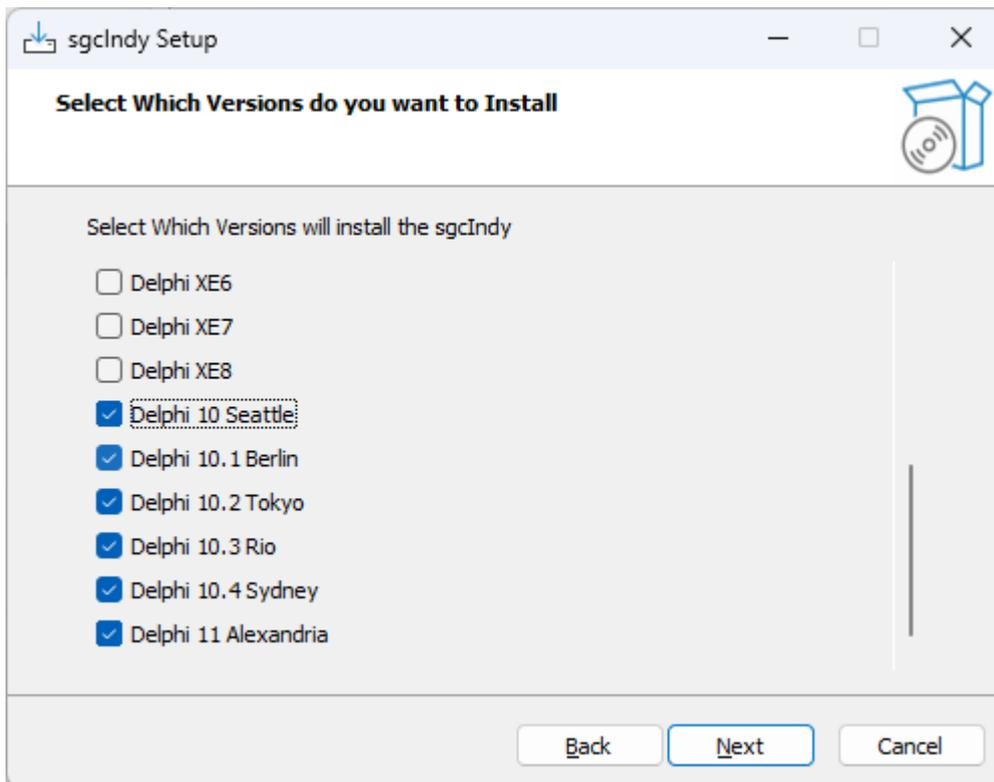 sgcIndy Setup
Select Which Versions do you want to Install
Select Which Versions will install the sgcIndy
Delphi XE6
Delphi XE7
Delphi XE8
Delphi 10 Seattle
Delphi 10.1 Berlin
Delphi 10.2 Tokyo
Delphi 10.3 Rio
Delphi 10.4 Sydney
Delphi 11 Alexandria
Back
Next
Cancel